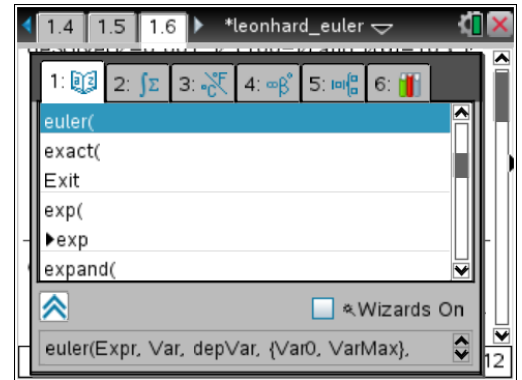 1.4 1.5 1.6 *leonhard_euler
1: 2: ∫Σ 3: °C°F 4: ∞β° 5: 6:
euler(
exact(
Exit
exp(
▶exp
expand(
Wizards On
euler(Expr, Var, depVar, {Var0, VarMax},
12